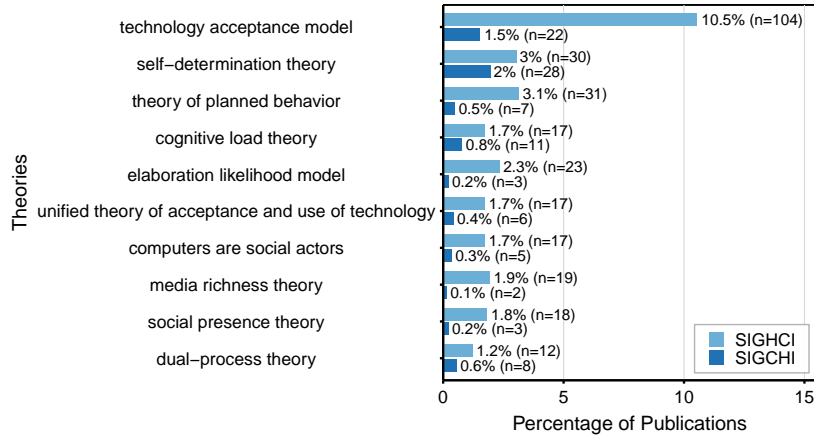 technology acceptance model
10.5% (n=104)
1.5% (n=22)
self−determination theory
3% (n=30)
2% (n=28)
theory of planned behavior
3.1% (n=31)
0.5% (n=7)
cognitive load theory
1.7% (n=17)
0.8% (n=11)
elaboration likelihood model
2.3% (n=23)
0.2% (n=3)
unified theory of acceptance and use of technology
1.7% (n=17)
0.4% (n=6)
computers are social actors
1.7% (n=17)
0.3% (n=5)
media richness theory
1.9% (n=19)
0.1% (n=2)
social presence theory
1.8% (n=18)
0.2% (n=3)
dual−process theory
1.2% (n=12)
0.6% (n=8)
Theories
SIGHCI
SIGCHI
0 5 10 15
Percentage of Publications